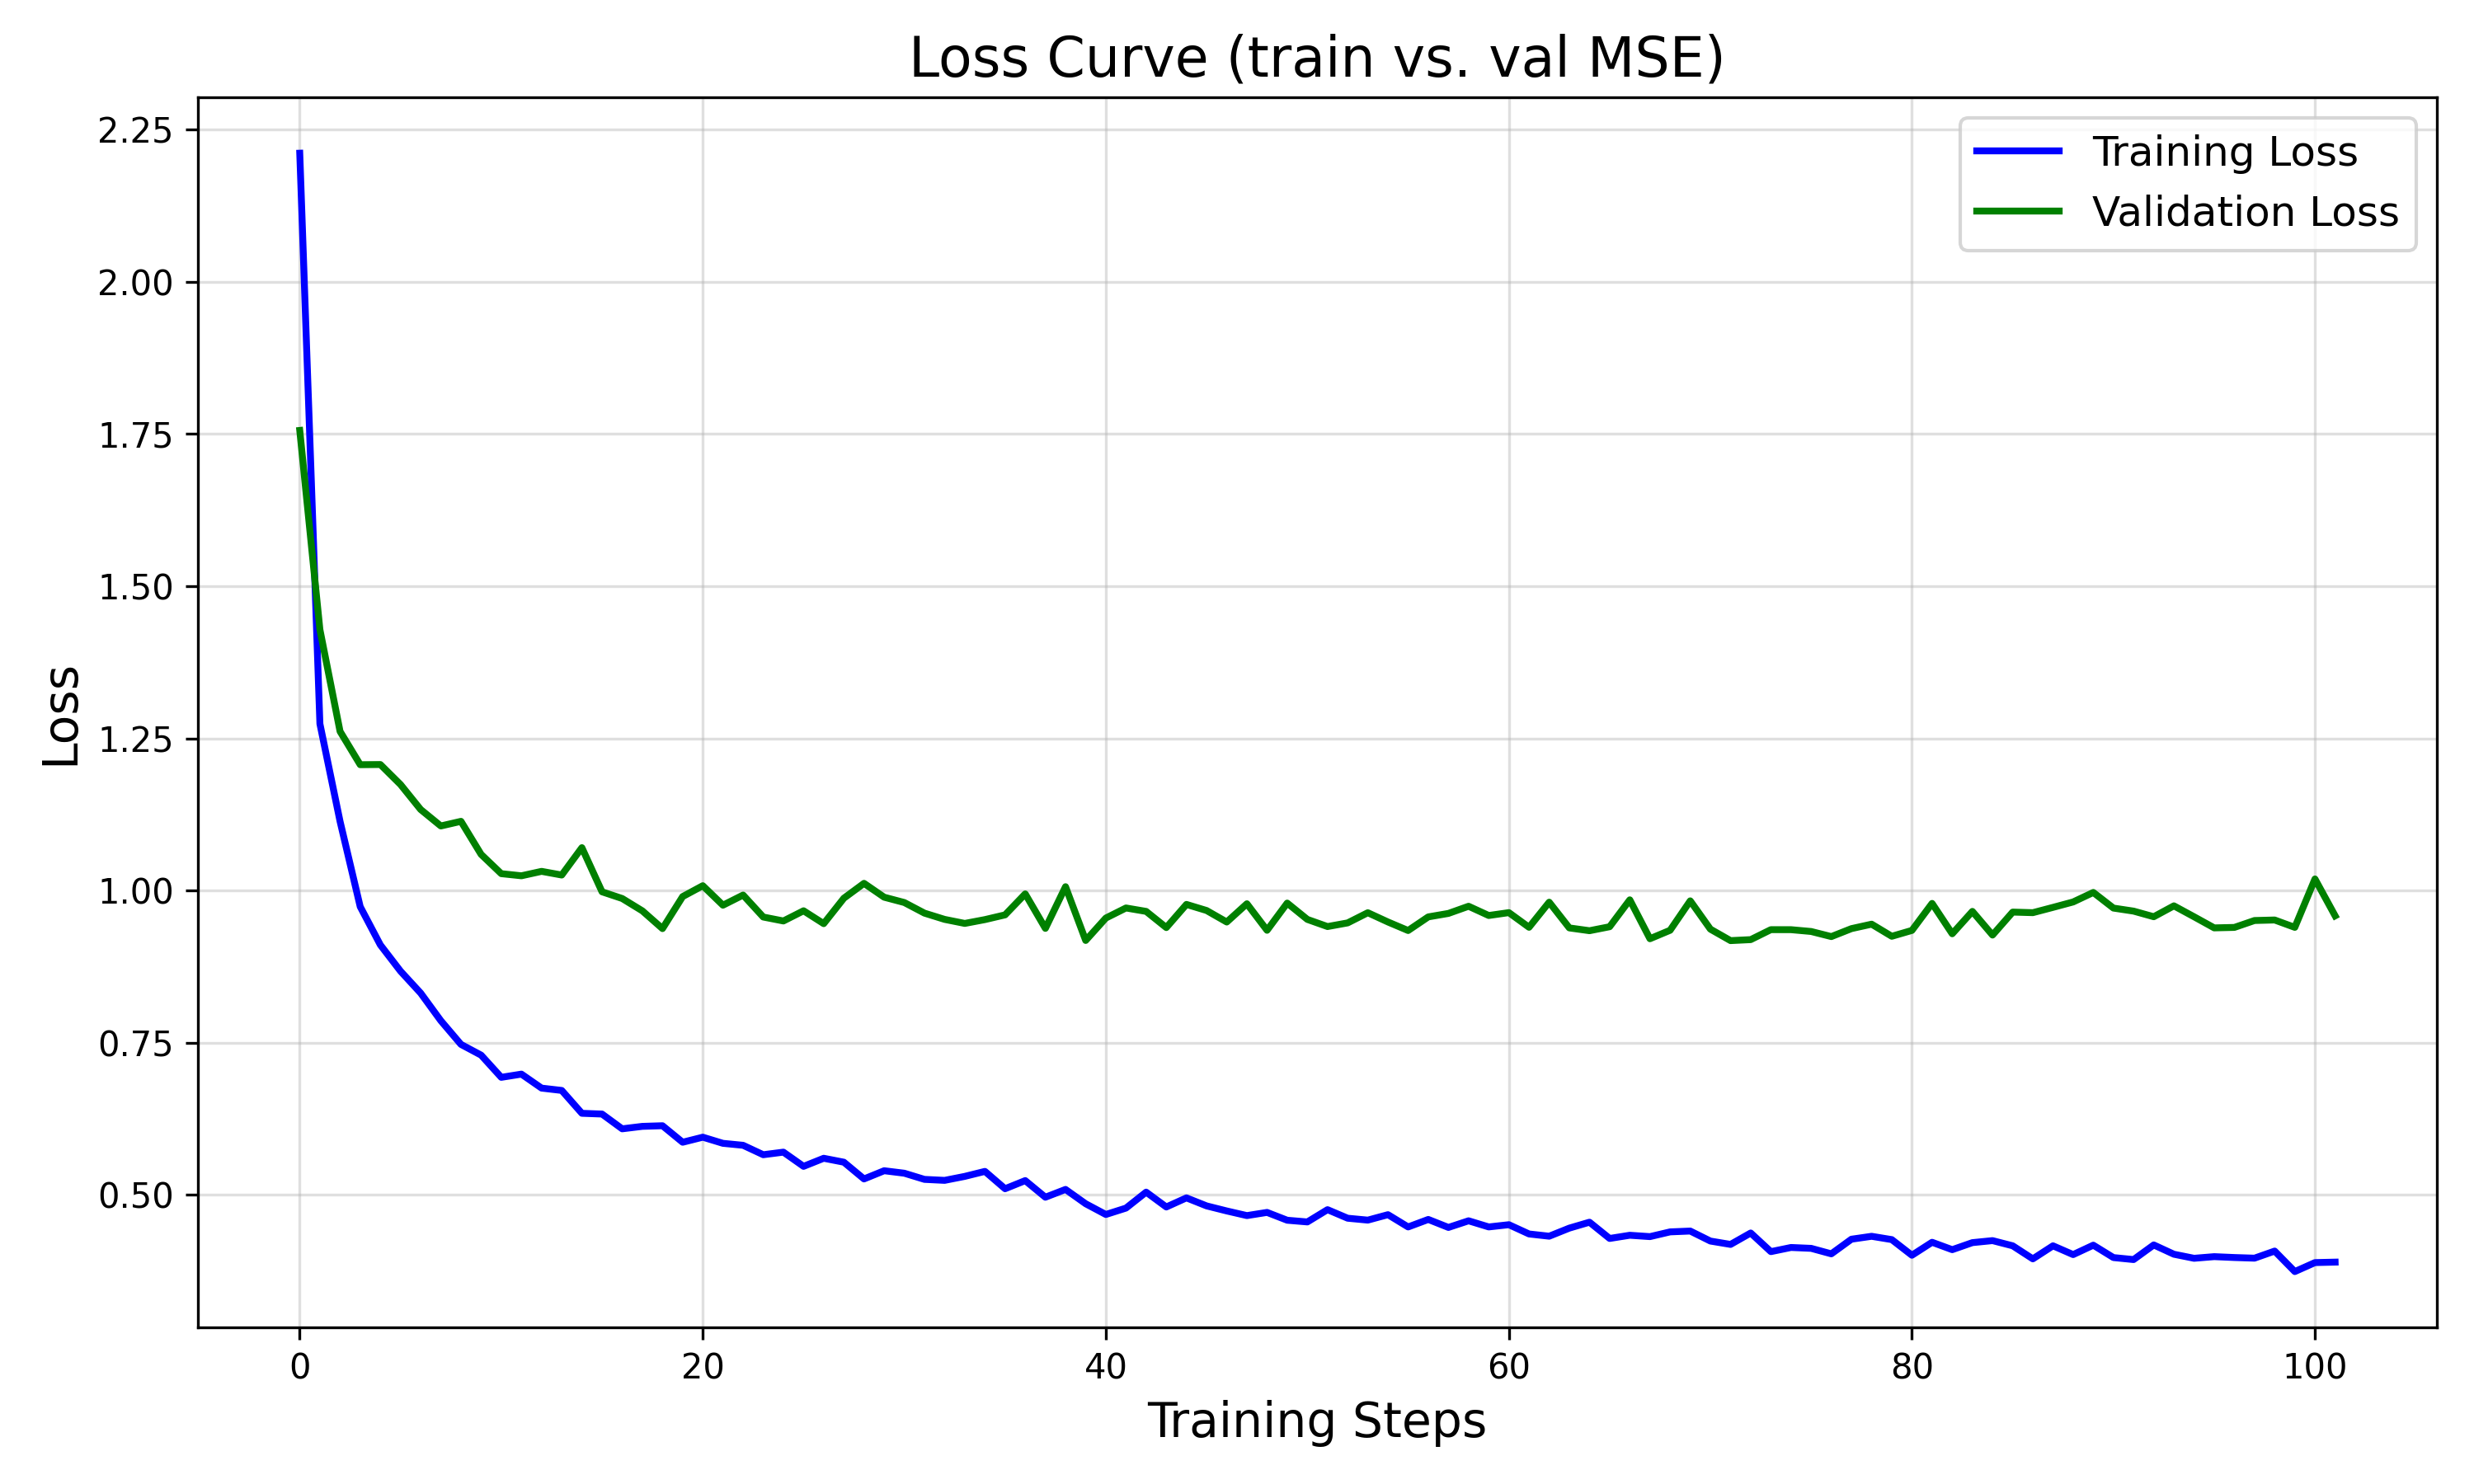 Loss Curve (train vs. val MSE)
Training Loss
Validation Loss
2.25
2.00
1.75
1.50
1.25
1.00
0.75
0.50
Loss
0
20
40
60
80
100
Training Steps